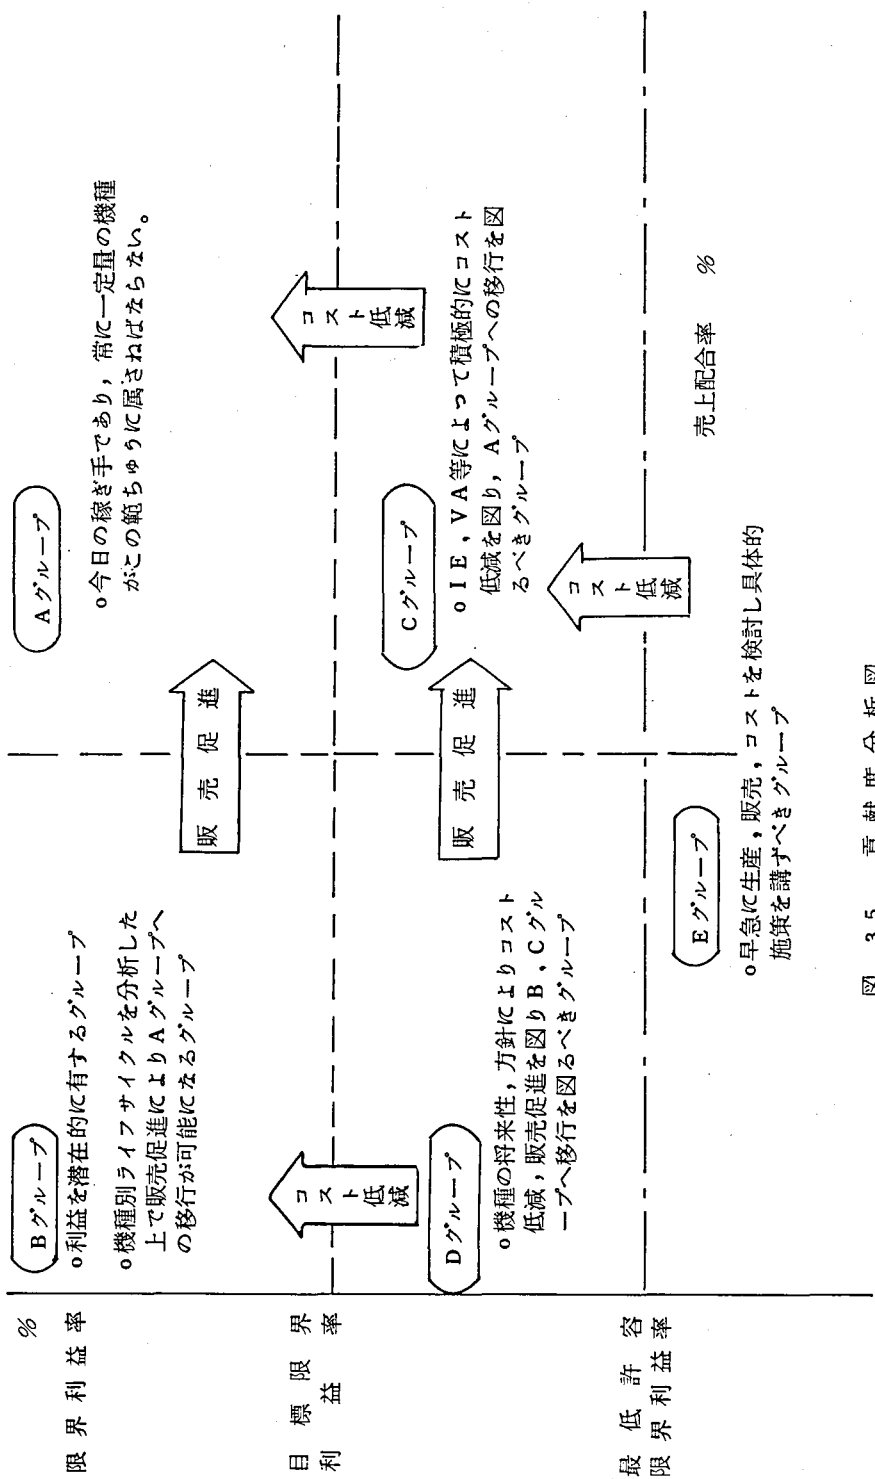 %
限界利益率
Bグループ
o利益を潜在的に有するグループ
o機種別ライフサイクルを分析した
上で販売促進によりAグループへ
の移行が可能になるグループ
販売促進
Aグループ
o今日の稼ぎ手であり，常に一定量の機種
がこの範ちゅうに属さねばならない。
目標限界
利益率
コスト
低減
コスト
低減
Dグループ
o機種の将来性，方針によりコスト
低減，販売促進を図りB，Cグル
ープへ移行を図るべきグループ
販売促進
Cグループ
oIE，VA等によって積極的にコスト
低減を図り，Aグループへの移行を図
るべきグループ
最低許容
限界利益率
コスト
低減
売上配合率 %
Eグループ
o早急に生産，販売，コストを検討し具体的
施策を講ずべきグループ
図 3.5 貢献度分析図